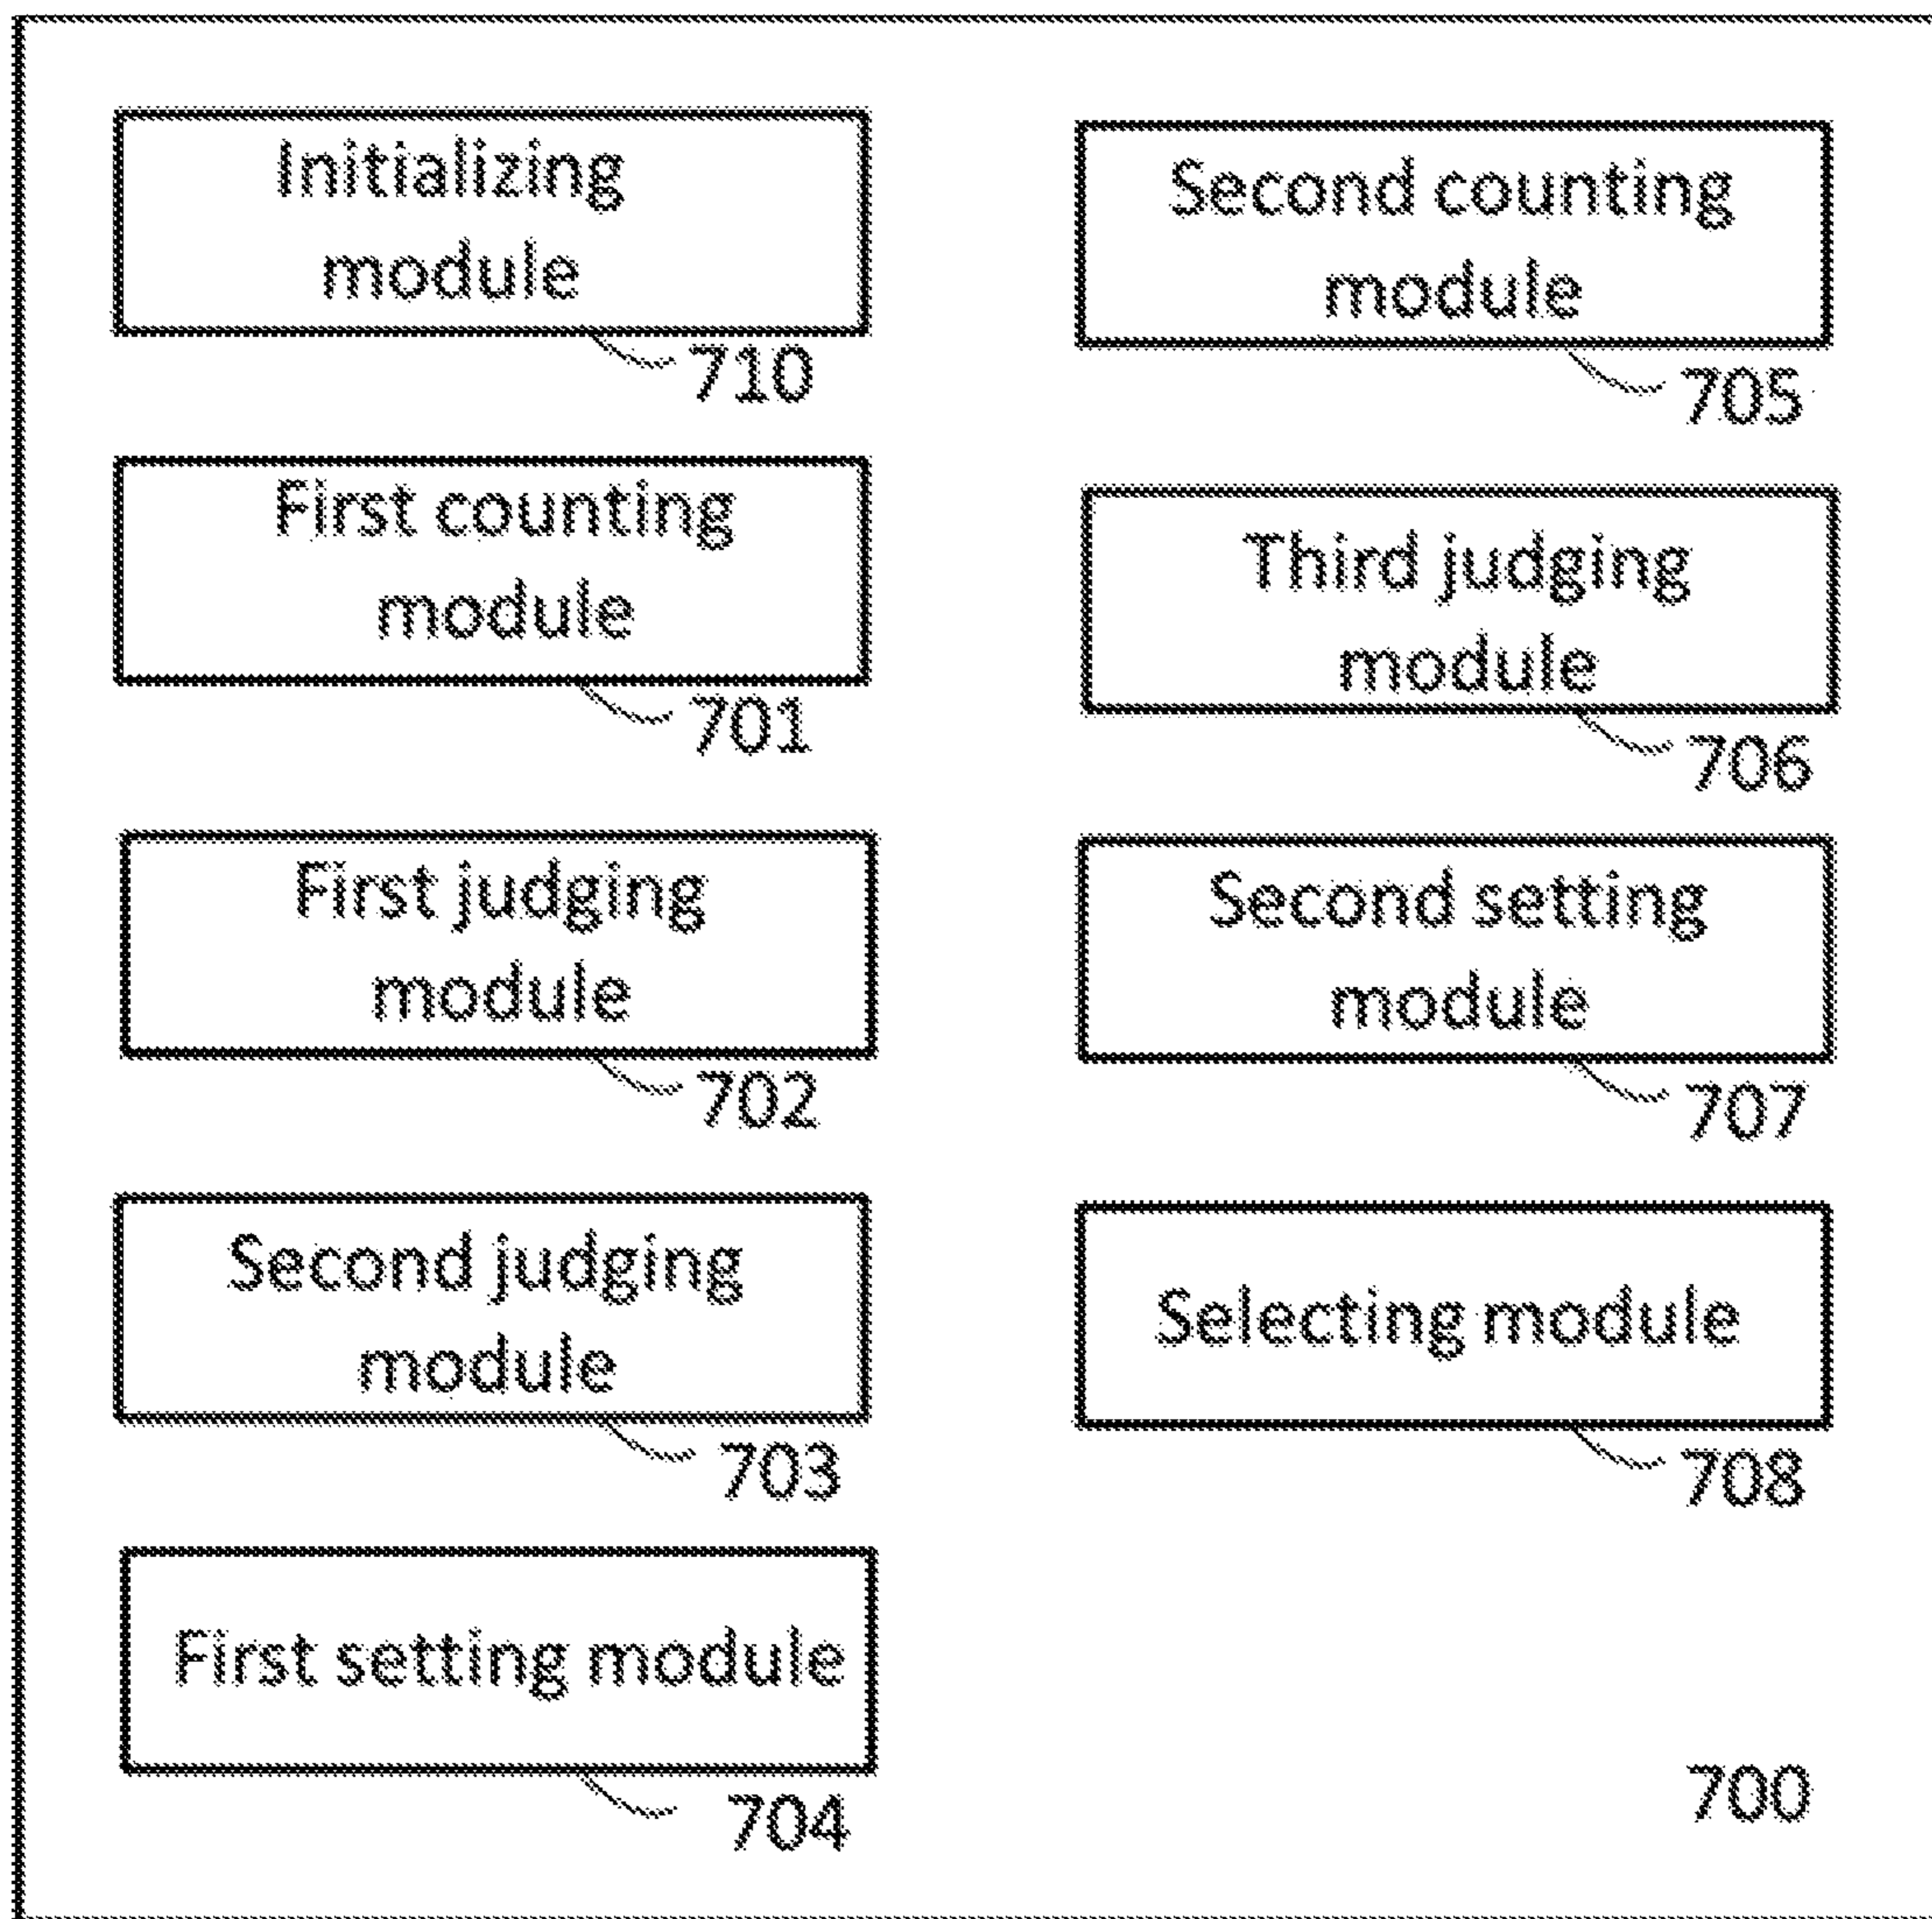 Initializing
module
710
First counting
module
701
First judging
module
702
Second judging
module
703
First setting module
704
Second counting
module
705
Third judging
module
706
Second setting
module
707
Selecting module
708
700